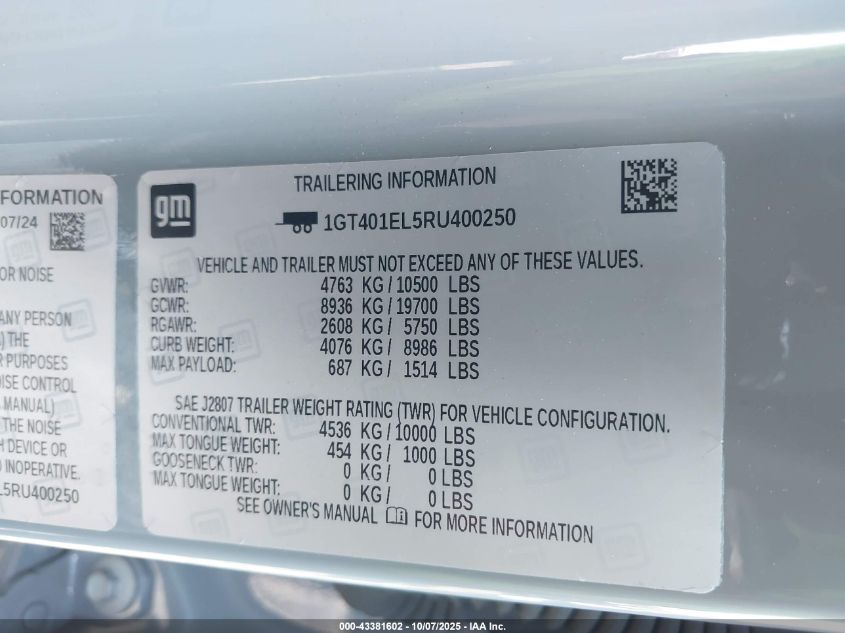 FORMATION
07/24
OR NOISE
ANY PERSON
) THE
R PURPOSES
OISE CONTROL
MANUAL)
THE NOISE
H DEVICE OR
O INOPERATIVE.
L5RU400250
gm
TRAILERING INFORMATION
1GT401EL5RU400250
VEHICLE AND TRAILER MUST NOT EXCEED ANY OF THESE VALUES.
GVWR: 4763 KG / 10500 LBS
GCWR: 8936 KG / 19700 LBS
RGAWR: 2608 KG / 5750 LBS
CURB WEIGHT: 4076 KG / 8986 LBS
MAX PAYLOAD: 687 KG / 1514 LBS
SAE J2807 TRAILER WEIGHT RATING (TWR) FOR VEHICLE CONFIGURATION.
CONVENTIONAL TWR: 4536 KG / 10000 LBS
MAX TONGUE WEIGHT: 454 KG / 1000 LBS
GOOSENECK TWR: 0 KG / 0 LBS
MAX TONGUE WEIGHT: 0 KG / 0 LBS
SEE OWNER'S MANUAL FOR MORE INFORMATION
000-43381602 - 10/07/2025 - IAA Inc.